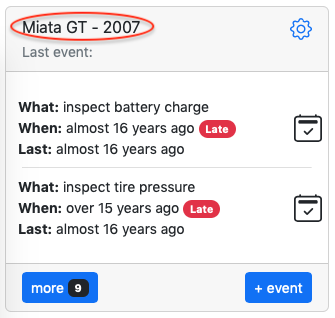 Miata GT - 2007
Last event:
What: inspect battery charge
When: almost 16 years ago Late
Last: almost 16 years ago
What: inspect tire pressure
When: over 15 years ago Late
Last: almost 16 years ago
more 9
+ event